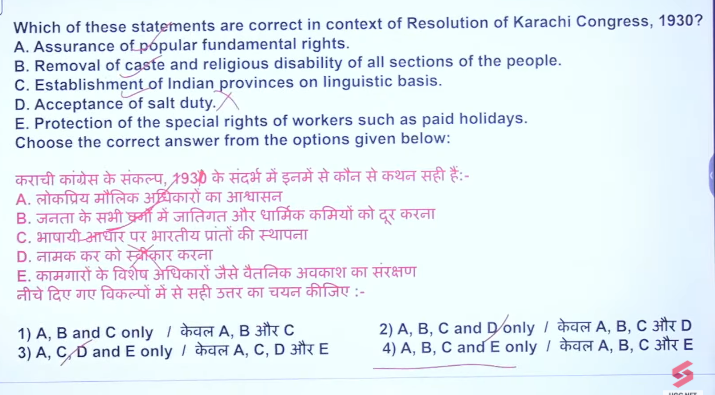 Which of these statements are correct in context of Resolution of Karachi Congress, 1930?
A. Assurance of popular fundamental rights.
B. Removal of caste and religious disability of all sections of the people.
C. Establishment of Indian provinces on linguistic basis.
D. Acceptance of salt duty.
E. Protection of the special rights of workers such as paid holidays.
Choose the correct answer from the options given below:
कराची कांग्रेस के संकल्प, 1930 के संदर्भ में इनमें से कौन से कथन सही हैं:-
A. लोकप्रिय मौलिक अधिकारों का आश्वासन
B. जनता के सभी वर्गों में जातिगत और धार्मिक कमियों को दूर करना
C. भाषायी आधार पर भारतीय प्रांतों की स्थापना
D. नामक कर को स्वीकार करना
E. कामगारों के विशेष अधिकारों जैसे वैतनिक अवकाश का संरक्षण
नीचे दिए गए विकल्पों में से सही उत्तर का चयन कीजिए :-
1) A, B and C only / केवल A, B और C
2) A, B, C and D only / केवल A, B, C और D
3) A, C, D and E only / केवल A, C, D और E
4) A, B, C and E only / केवल A, B, C और E